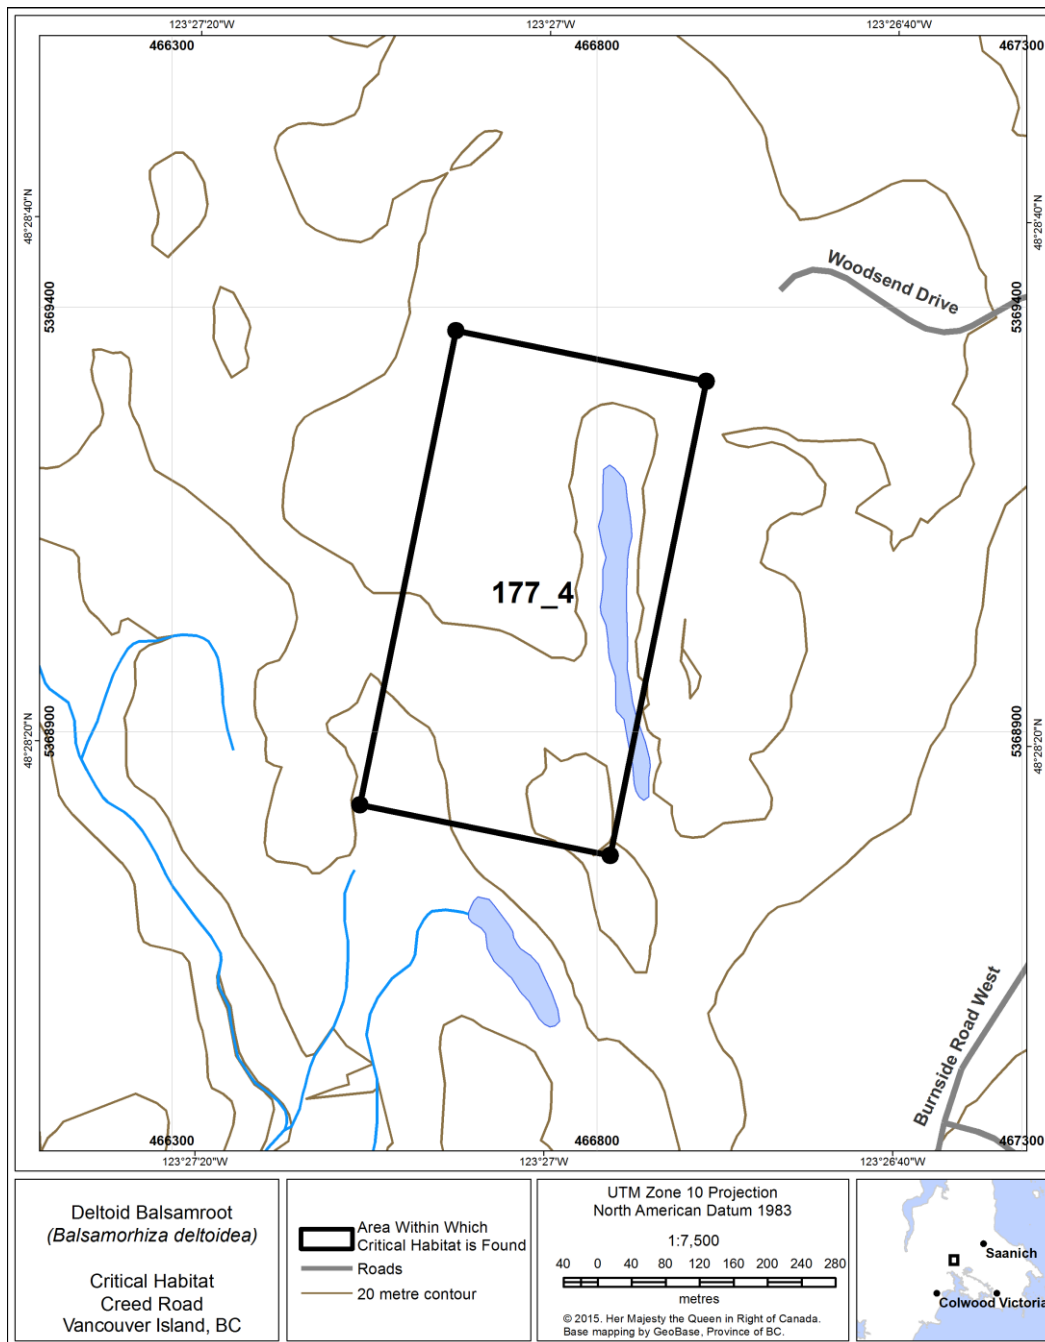 123°27'20"W 123°27'W 123°26'40"W
466300 466800 467300
48°28'40"N
48°28'40"N
Woodsend Drive
5369400
5369400
177_4
48°28'20"N
5368900
5368900
48°28'20"N
Burnside Road West
466300 466800 467300
123°27'20"W 123°27'W 123°26'40"W
Deltoid Balsamroot
(Balsamorhiza deltoidea)
Critical Habitat
Creed Road
Vancouver Island, BC
Area Within Which
Critical Habitat is Found
Roads
20 metre contour
UTM Zone 10 Projection
North American Datum 1983
1:7,500
40 0 40 80 120 160 200 240 280
metres
© 2015. Her Majesty the Queen in Right of Canada.
Base mapping by GeoBase, Province of BC.
Saanich
Colwood Victoria